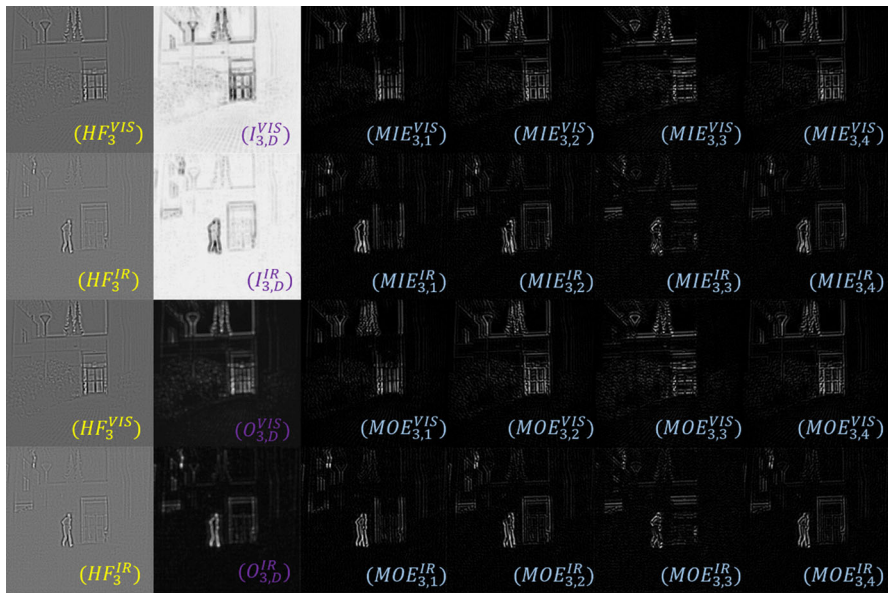 (HF_3^{VIS}) (I_{3,D}^{VIS}) (MIE_{3,1}^{VIS}) (MIE_{3,2}^{VIS}) (MIE_{3,3}^{VIS}) (MIE_{3,4}^{VIS})
(HF_3^{IR}) (I_{3,D}^{IR}) (MIE_{3,1}^{IR}) (MIE_{3,2}^{IR}) (MIE_{3,3}^{IR}) (MIE_{3,4}^{IR})
(HF_3^{VIS}) (O_{3,D}^{VIS}) (MOE_{3,1}^{VIS}) (MOE_{3,2}^{VIS}) (MOE_{3,3}^{VIS}) (MOE_{3,4}^{VIS})
(HF_3^{IR}) (O_{3,D}^{IR}) (MOE_{3,1}^{IR}) (MOE_{3,2}^{IR}) (MOE_{3,3}^{IR}) (MOE_{3,4}^{IR})